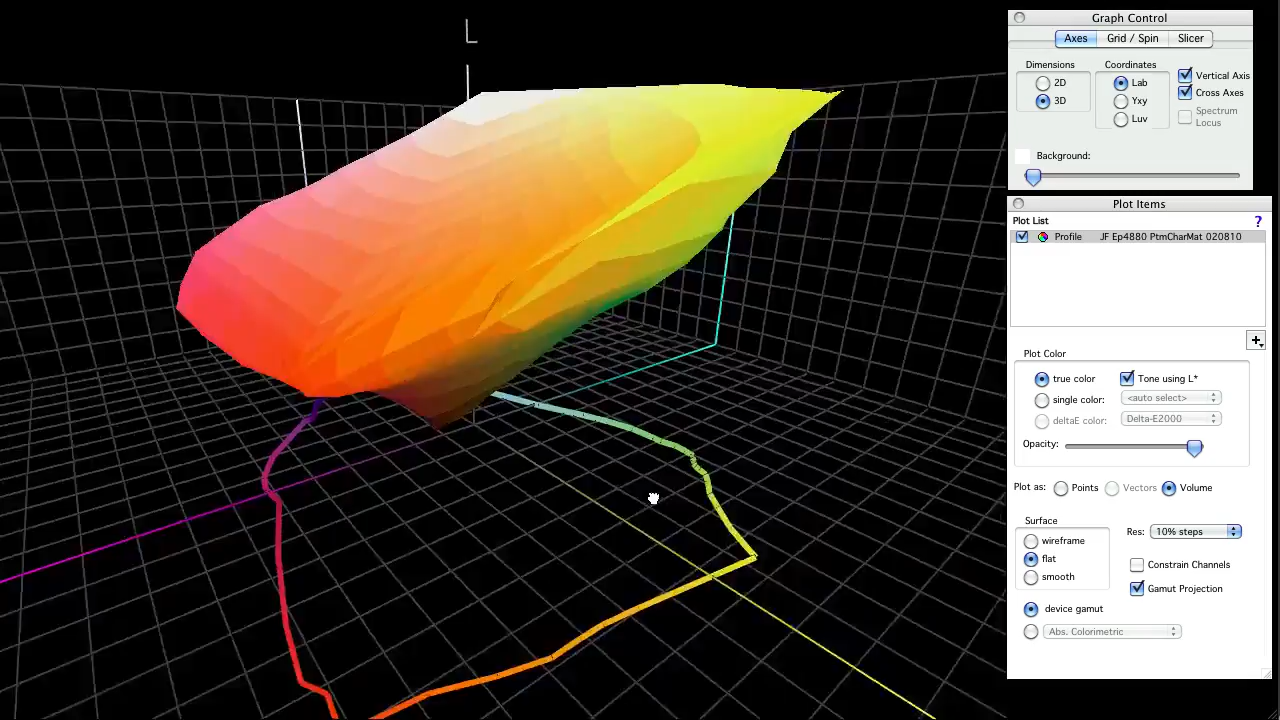 L
Graph Control
Axes Grid / Spin Slicer
Dimensions Coordinates
2D Lab Vertical Axis
3D Yxy Cross Axes
Luv Spectrum Locus
Background:
Plot Items
Plot List ?
Profile JF Ep4880 PtmCharMat 020810
+
Plot Color
true color Tone using L*
single color: <auto select>
deltaE color: Delta-E2000
Opacity:
Plot as: Points Vectors Volume
Surface
wireframe Res: 10% steps
flat Constrain Channels
smooth Gamut Projection
device gamut
Abs. Colorimetric